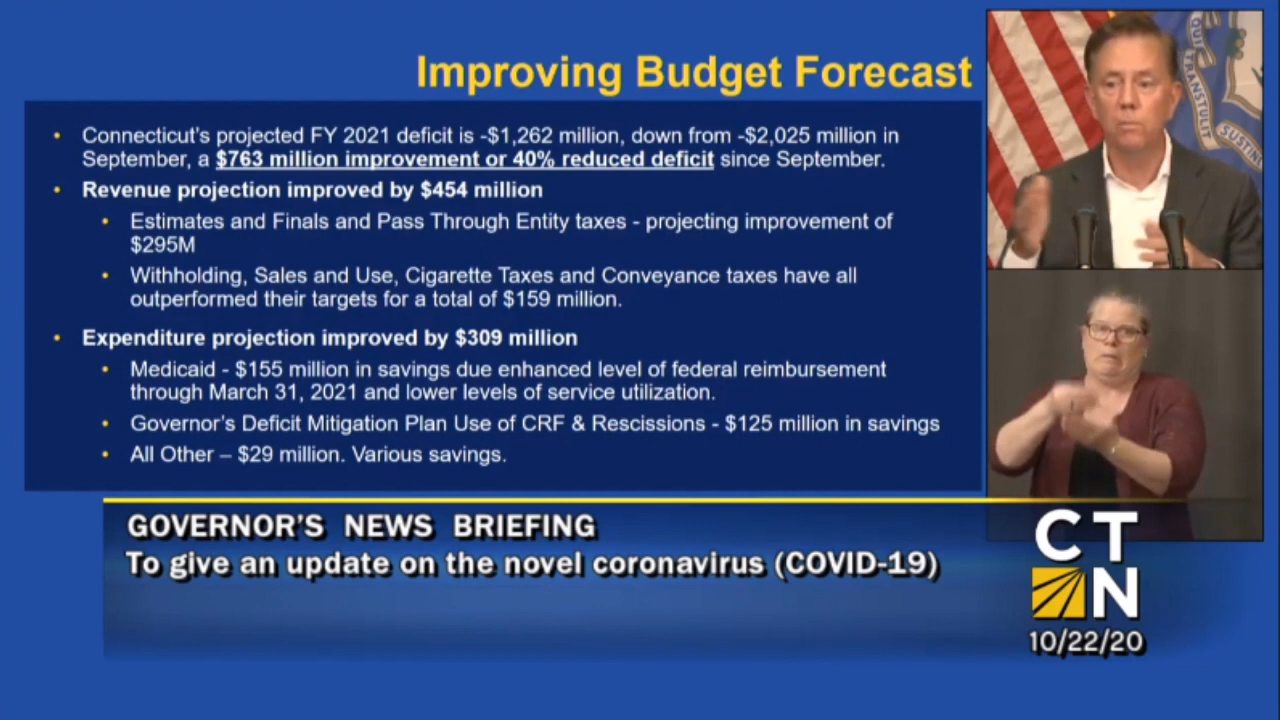 Improving Budget Forecast
• Connecticut's projected FY 2021 deficit is -$1,262 million, down from -$2,025 million in
September, a $763 million improvement or 40% reduced deficit since September.
• Revenue projection improved by $454 million
• Estimates and Finals and Pass Through Entity taxes - projecting improvement of
$295M
• Withholding, Sales and Use, Cigarette Taxes and Conveyance taxes have all
outperformed their targets for a total of $159 million.
• Expenditure projection improved by $309 million
• Medicaid - $155 million in savings due enhanced level of federal reimbursement
through March 31, 2021 and lower levels of service utilization.
• Governor's Deficit Mitigation Plan Use of CRF & Rescissions - $125 million in savings
• All Other – $29 million. Various savings.
QUI TRANSTULIT
SUSTIN
GOVERNOR'S NEWS BRIEFING
To give an update on the novel coronavirus (COVID-19)
CT
N
10/22/20